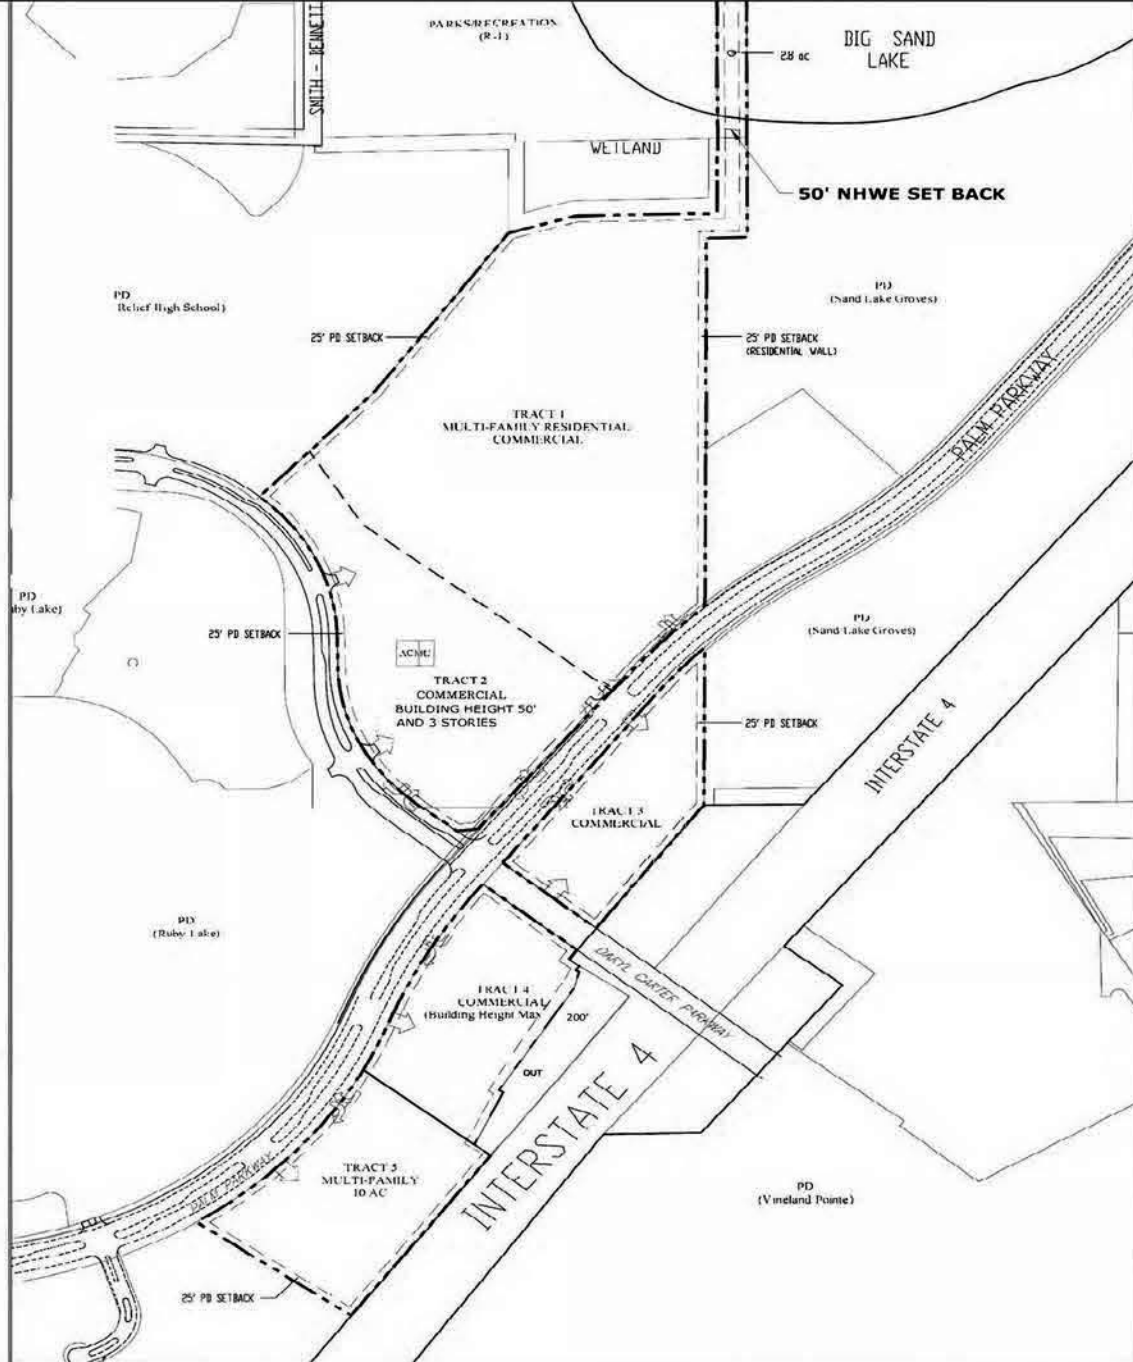 SMITH - BENNETT
PARKS/RECREATION
(R-1)
28 ac
BIG SAND
LAKE
WETLAND
50' NHWE SET BACK
PD
Relief High School)
PD
(Sand Lake Groves)
25' PD SETBACK
25' PD SETBACK
(RESIDENTIAL WALL)
PALM PARKWAY
TRACT 1
MULTI-FAMILY RESIDENTIAL
COMMERCIAL
PD
by Lake)
25' PD SETBACK
PD
(Sand Lake Groves)
TRACT 2
COMMERCIAL
BUILDING HEIGHT 50'
AND 3 STORIES
25' PD SETBACK
INTERSTATE 4
TRACT 3
COMMERCIAL
PD
(Ruby Lake)
DARYL CARTER PARKWAY
TRACT 4
COMMERCIAL
(Building Height Max
200'
OUT
INTERSTATE 4
TRACT 5
MULTI-FAMILY
10 AC
PALM PARKWAY
PD
(Vineland Pointe)
25' PD SETBACK